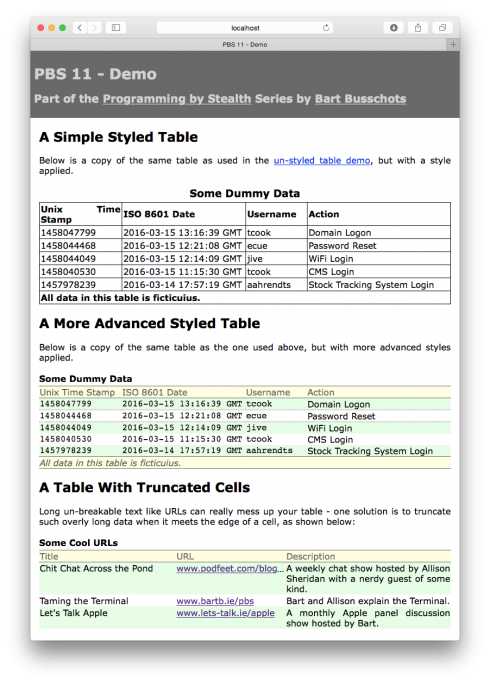 localhost
PBS 11 - Demo
PBS 11 - Demo
Part of the Programming by Stealth Series by Bart Busschots
A Simple Styled Table
Below is a copy of the same table as used in the un-styled table demo, but with a style
applied.
Some Dummy Data
Unix Time Stamp ISO 8601 Date Username Action
1458047799 2016-03-15 13:16:39 GMT tcook Domain Logon
1458044468 2016-03-15 12:21:08 GMT ecue Password Reset
1458044049 2016-03-15 12:14:09 GMT jive WiFi Login
1458040530 2016-03-15 11:15:30 GMT tcook CMS Login
1457978239 2016-03-14 17:57:19 GMT aahrendts Stock Tracking System Login
All data in this table is ficticuius.
A More Advanced Styled Table
Below is a copy of the same table as the one used above, but with more advanced styles
applied.
Some Dummy Data
Unix Time Stamp ISO 8601 Date Username Action
1458047799 2016-03-15 13:16:39 GMT tcook Domain Logon
1458044468 2016-03-15 12:21:08 GMT ecue Password Reset
1458044049 2016-03-15 12:14:09 GMT jive WiFi Login
1458040530 2016-03-15 11:15:30 GMT tcook CMS Login
1457978239 2016-03-14 17:57:19 GMT aahrendts Stock Tracking System Login
All data in this table is ficticuius.
A Table With Truncated Cells
Long un-breakable text like URLs can really mess up your table - one solution is to truncate
such overly long data when it meets the edge of a cell, as shown below:
Some Cool URLs
Title URL Description
Chit Chat Across the Pond www.podfeet.com/blog... A weekly chat show hosted by Allison
Sheridan with a nerdy guest of some
kind.
Taming the Terminal www.bartb.ie/pbs Bart and Allison explain the Terminal.
Let's Talk Apple www.lets-talk.ie/apple A monthly Apple panel discussion
show hosted by Bart.